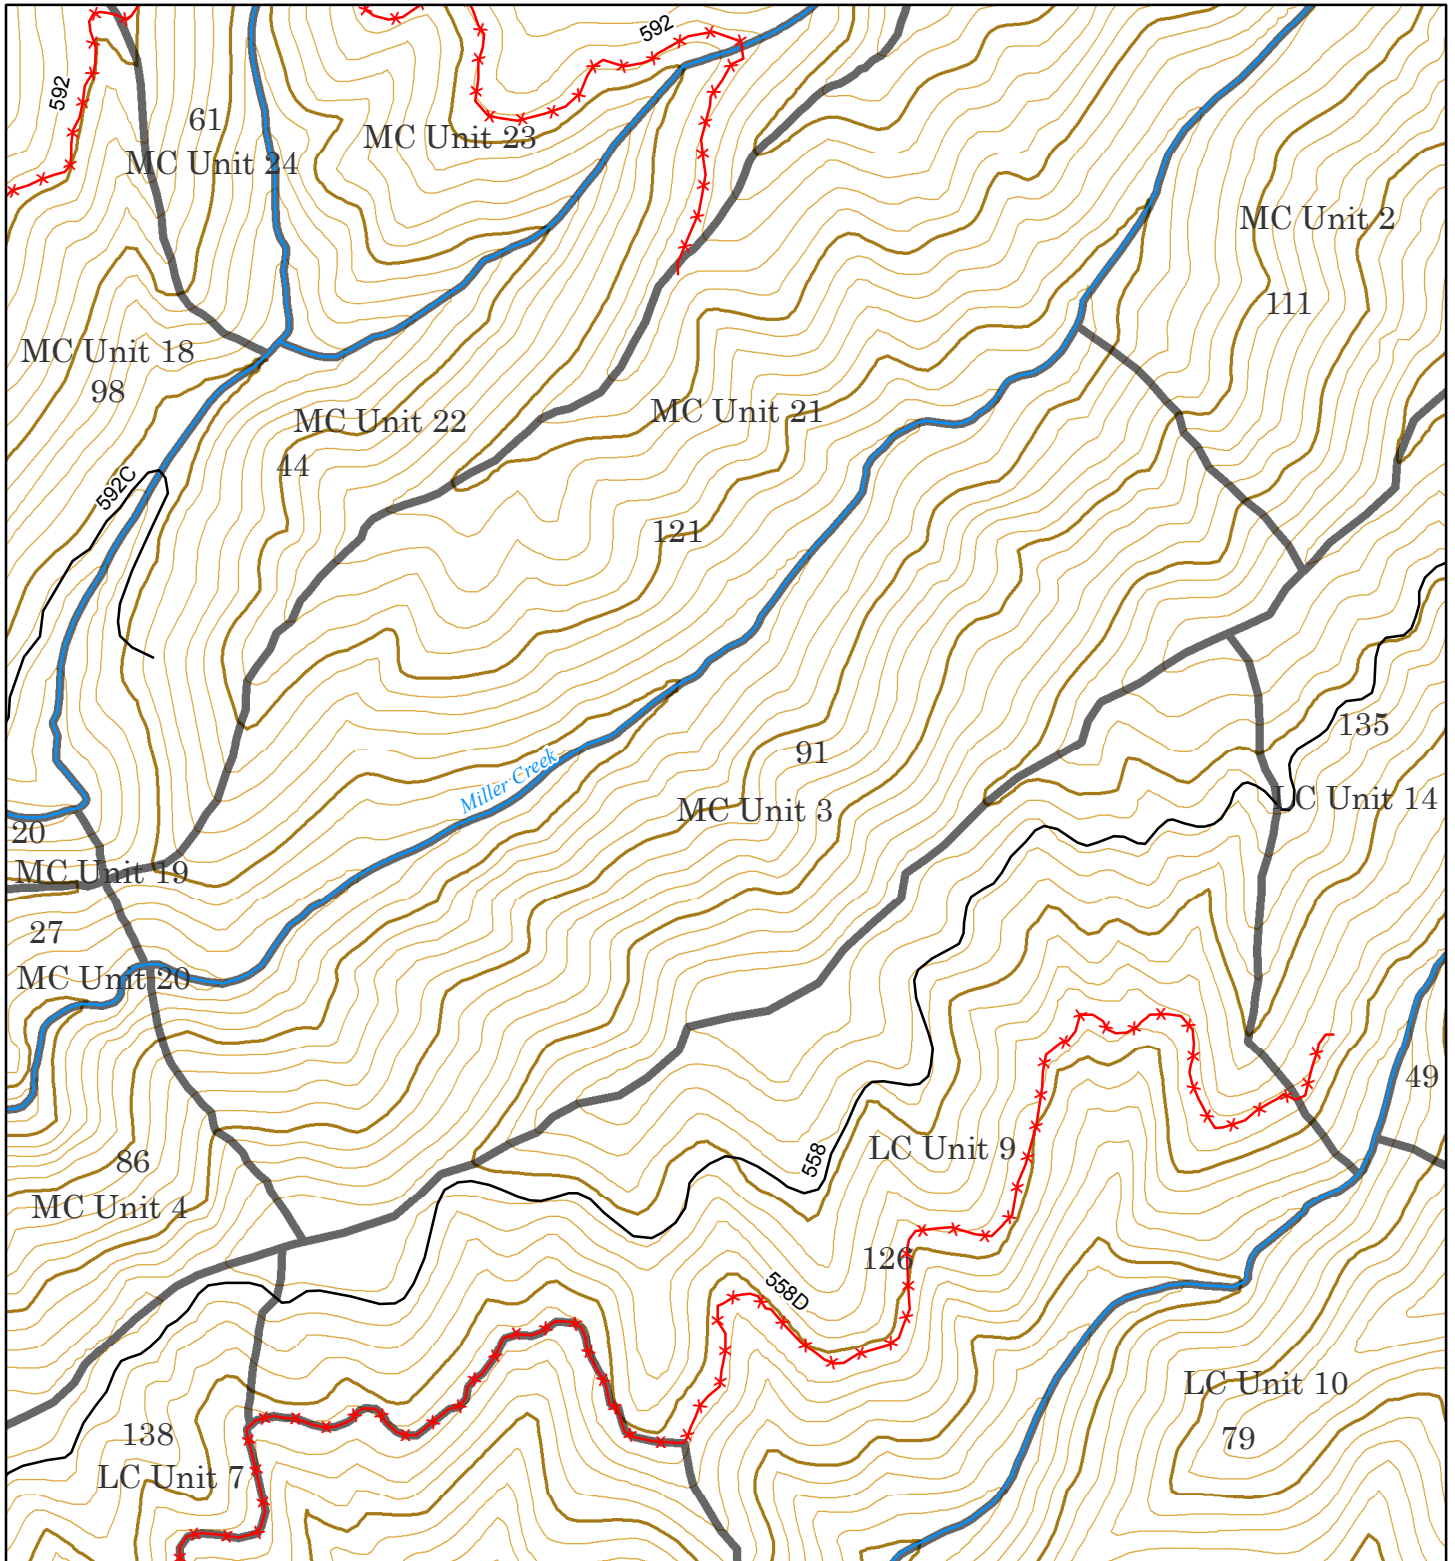 592
592
61
MC Unit 23
MC Unit 24
MC Unit 2
111
MC Unit 18
98
MC Unit 22
MC Unit 21
44
592C
121
135
91
Miller Creek
MC Unit 3
LC Unit 14
20
MC Unit 19
27
MC Unit 20
49
86
558
LC Unit 9
MC Unit 4
126
558D
LC Unit 10
138
79
LC Unit 7